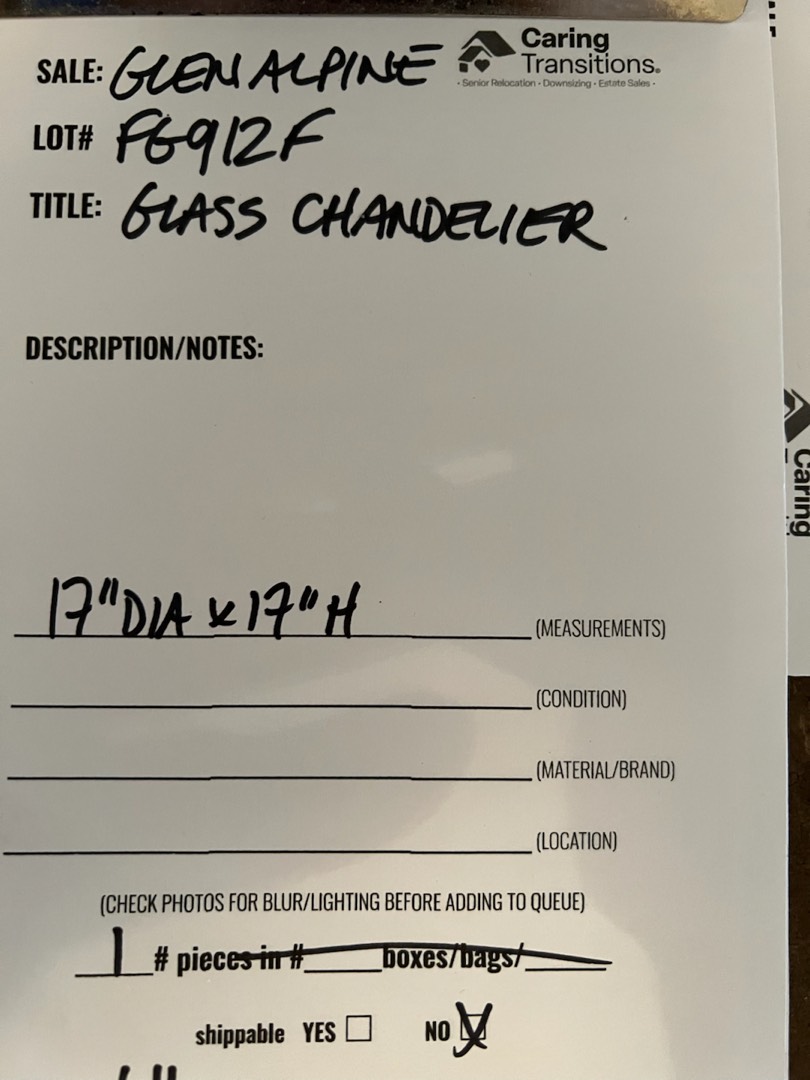 SALE: GLEN ALPINE
Caring
Transitions.
· Senior Relocation · Downsizing · Estate Sales ·
LOT# FG912F
TITLE: GLASS CHANDELIER
DESCRIPTION/NOTES:
17" DIA x 17" H (MEASUREMENTS)
(CONDITION)
(MATERIAL/BRAND)
(LOCATION)
(CHECK PHOTOS FOR BLUR/LIGHTING BEFORE ADDING TO QUEUE)
1 # pieces in #____boxes/bags/____
shippable YES ☐ NO ☒
Caring